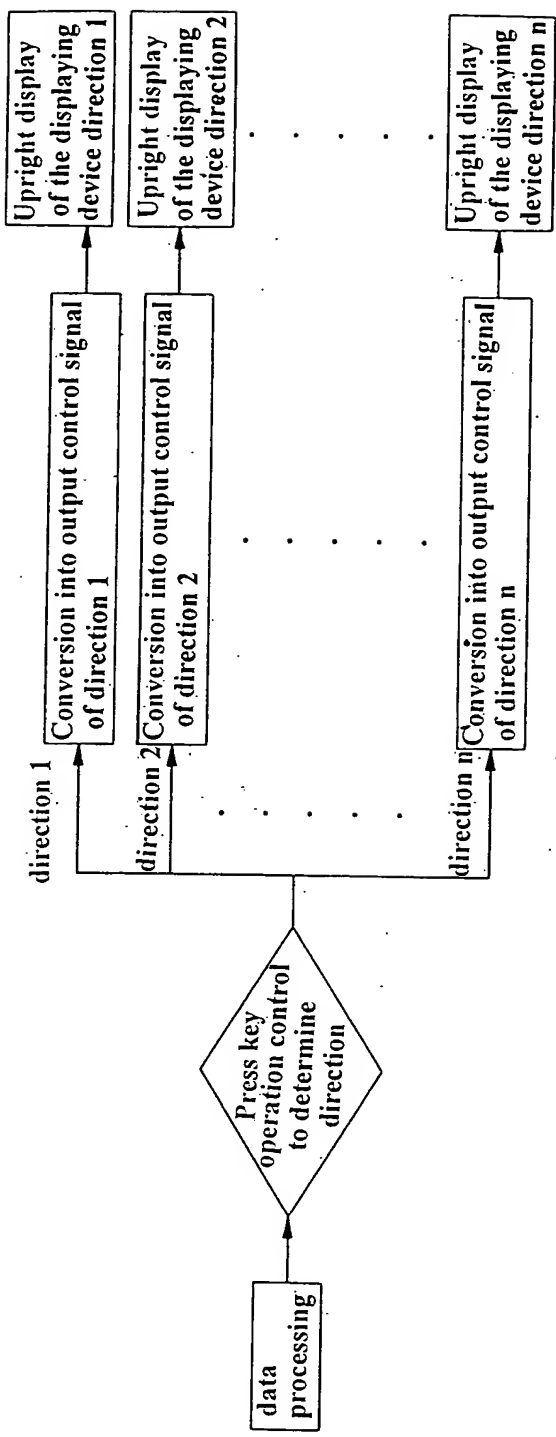 data
processing
Press key
operation control
to determine
direction
direction 1
Conversion into output control signal
of direction 1
Upright display
of the displaying
device direction 1
direction 2
Conversion into output control signal
of direction 2
Upright display
of the displaying
device direction 2
direction n
Conversion into output control signal
of direction n
Upright display
of the displaying
device direction n